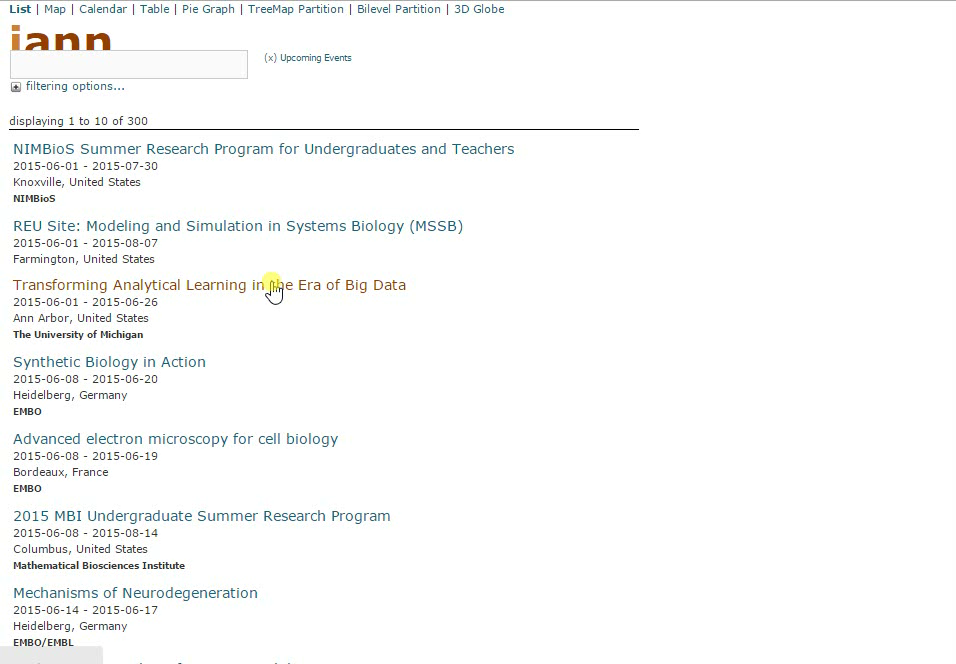 List | Map | Calendar | Table | Pie Graph | TreeMap Partition | Bilevel Partition | 3D Globe
iann
(x) Upcoming Events
filtering options...
displaying 1 to 10 of 300
NIMBioS Summer Research Program for Undergraduates and Teachers
2015-06-01 - 2015-07-30
Knoxville, United States
NIMBioS
REU Site: Modeling and Simulation in Systems Biology (MSSB)
2015-06-01 - 2015-08-07
Farmington, United States
Transforming Analytical Learning in the Era of Big Data
2015-06-01 - 2015-06-26
Ann Arbor, United States
The University of Michigan
Synthetic Biology in Action
2015-06-08 - 2015-06-20
Heidelberg, Germany
EMBO
Advanced electron microscopy for cell biology
2015-06-08 - 2015-06-19
Bordeaux, France
EMBO
2015 MBI Undergraduate Summer Research Program
2015-06-08 - 2015-08-14
Columbus, United States
Mathematical Biosciences Institute
Mechanisms of Neurodegeneration
2015-06-14 - 2015-06-17
Heidelberg, Germany
EMBO/EMBL